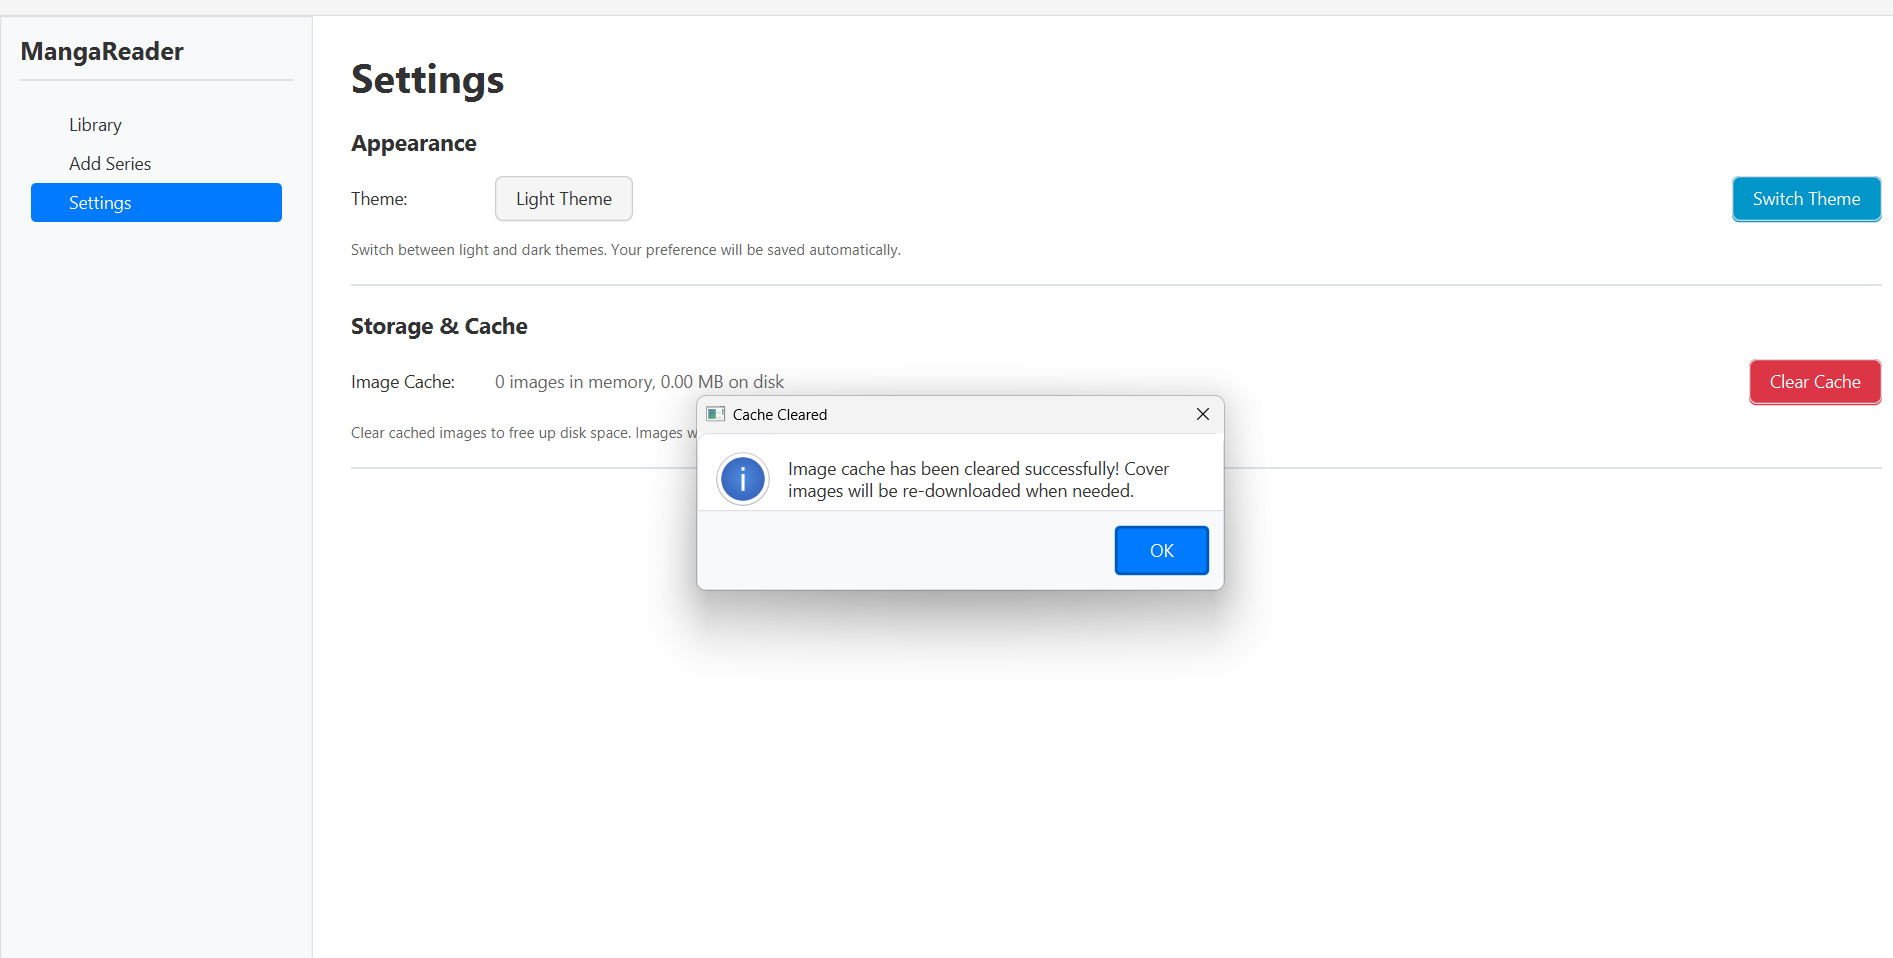 MangaReader
Library
Add Series
Settings
Settings
Appearance
Theme:
Light Theme
Switch Theme
Switch between light and dark themes. Your preference will be saved automatically.
Storage & Cache
Image Cache:
0 images in memory, 0.00 MB on disk
Clear Cache
Clear cached images to free up disk space. Images
Cache Cleared
Image cache has been cleared successfully! Cover
images will be re-downloaded when needed.
OK